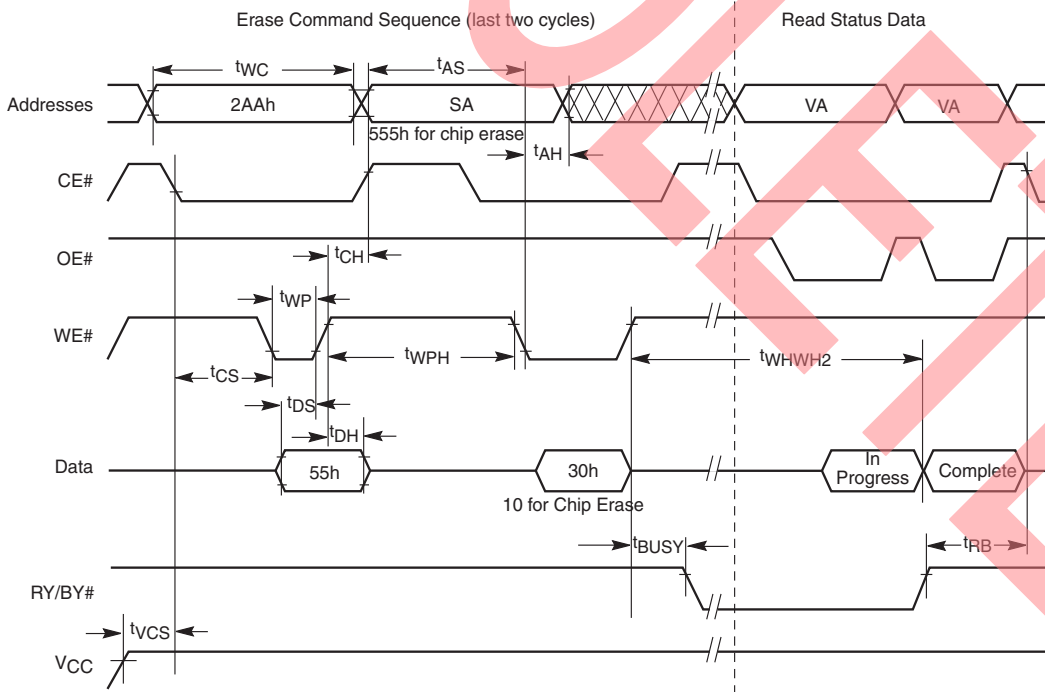 Erase Command Sequence (last two cycles)
Read Status Data
tWC
tAS
Addresses
2AAh
SA
VA
VA
555h for chip erase
tAH
CE#
OE#
tCH
tWP
WE#
tWPH
tWHWH2
tCS
tDS
tDH
Data
55h
30h
In
Progress
Complete
10 for Chip Erase
tBUSY
tRB
RY/BY#
tVCS
VCC